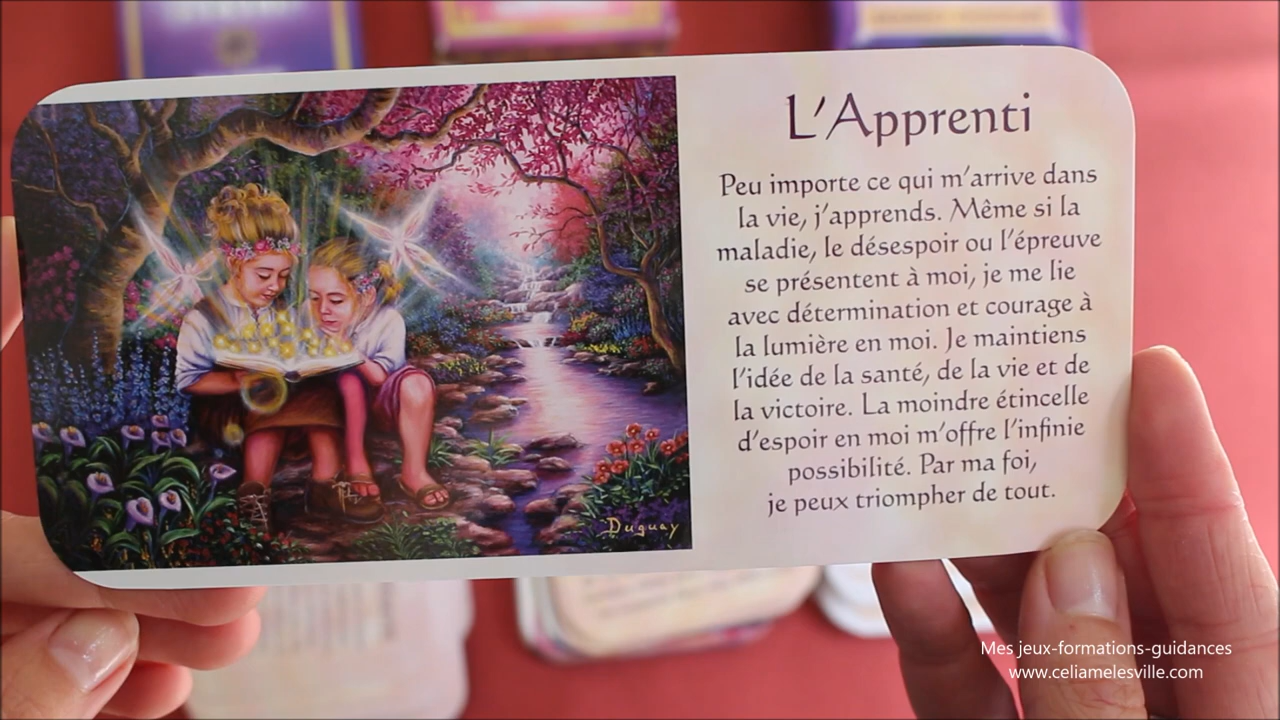 L'Apprenti
Peu importe ce qui m'arrive dans
la vie, j'apprends. Même si la
maladie, le désespoir ou l'épreuve
se présentent à moi, je me lie
avec détermination et courage à
la lumière en moi. Je maintiens
l'idée de la santé, de la vie et de
la victoire. La moindre étincelle
d'espoir en moi m'offre l'infinie
possibilité. Par ma foi,
je peux triompher de tout.
Duguay
Mes jeux-formations-guidances
www.celiamelesville.com